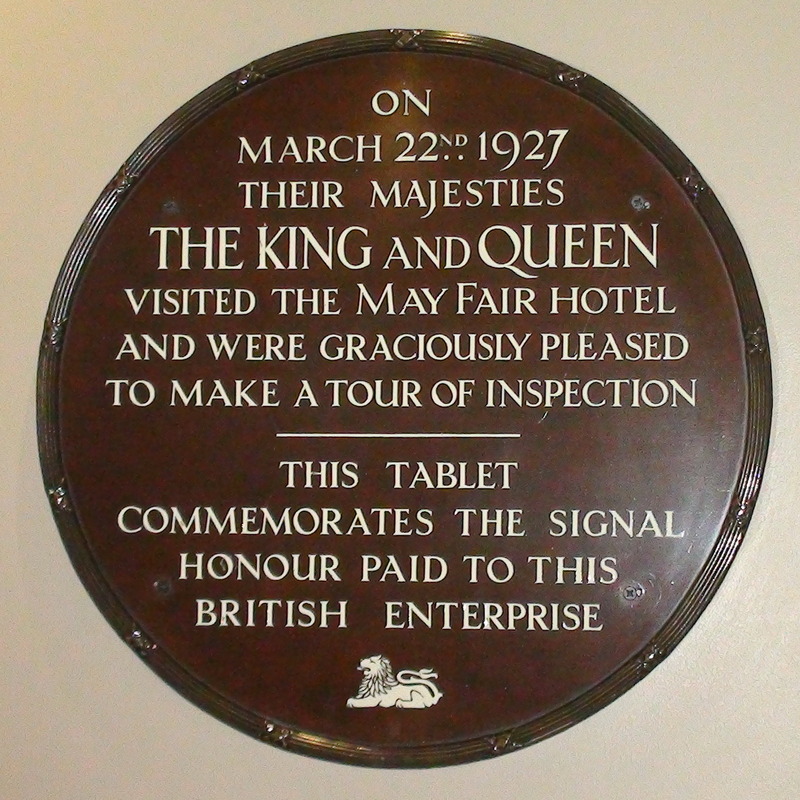 ON
MARCH 22ND 1927
THEIR MAJESTIES
THE KING AND QUEEN
VISITED THE MAY FAIR HOTEL
AND WERE GRACIOUSLY PLEASED
TO MAKE A TOUR OF INSPECTION
THIS TABLET
COMMEMORATES THE SIGNAL
HONOUR PAID TO THIS
BRITISH ENTERPRISE